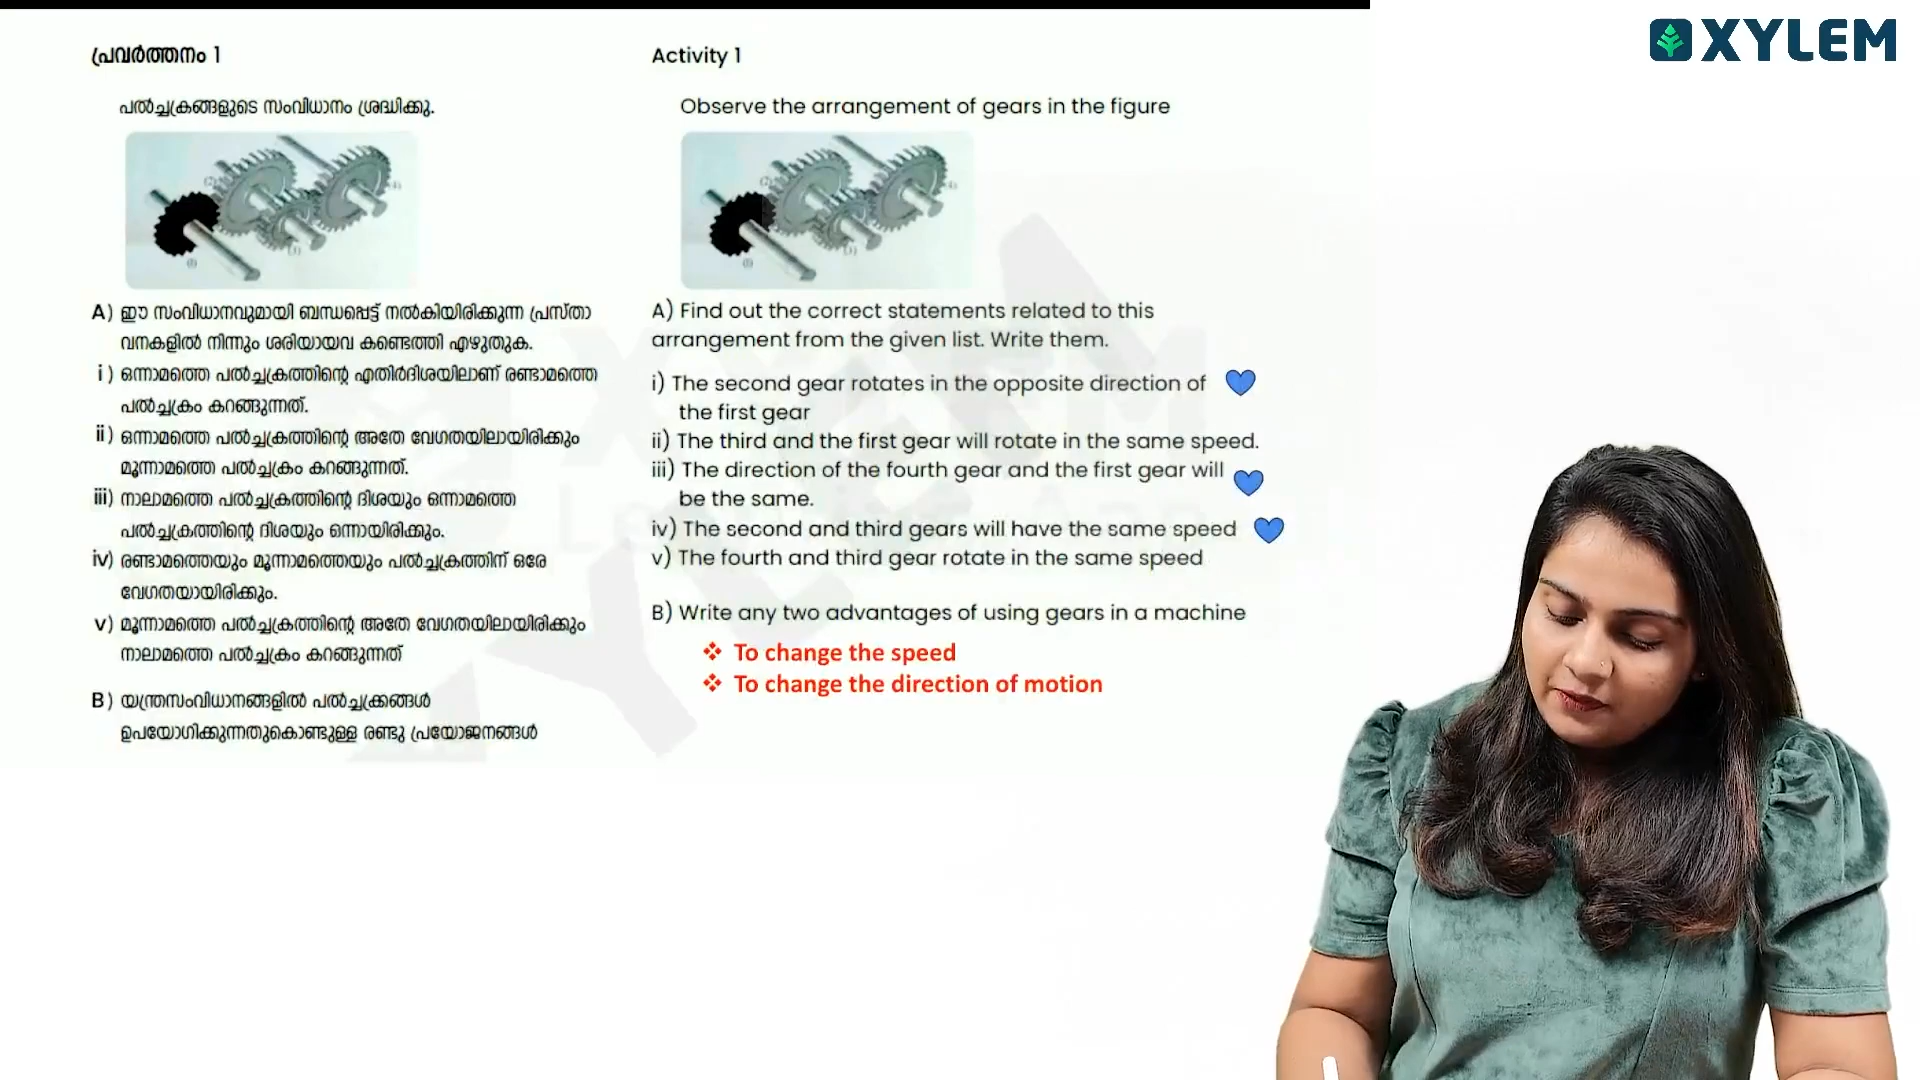 XYLEM
പ്രവർത്തനം 1
പൽച്ചക്രങ്ങളുടെ സംവിധാനം ശ്രദ്ധിക്കൂ.
A) ഈ സംവിധാനവുമായി ബന്ധപ്പെട്ട് നൽകിയിരിക്കുന്ന പ്രസ്താ
വനകളിൽ നിന്നും ശരിയായവ കണ്ടെത്തി എഴുതുക.
i) ഒന്നാമത്തെ പൽച്ചക്രത്തിന്റെ എതിർദിശയിലാണ് രണ്ടാമത്തെ
പൽച്ചക്രം കറങ്ങുന്നത്.
ii) ഒന്നാമത്തെ പൽച്ചക്രത്തിന്റെ അതേ വേഗതയിലായിരിക്കും
മൂന്നാമത്തെ പൽച്ചക്രം കറങ്ങുന്നത്.
iii) നാലാമത്തെ പൽച്ചക്രത്തിന്റെ ദിശയും ഒന്നാമത്തെ
പൽച്ചക്രത്തിന്റെ ദിശയും ഒന്നായിരിക്കും.
iv) രണ്ടാമത്തെയും മൂന്നാമത്തെയും പൽച്ചക്രത്തിന് ഒരേ
വേഗതയായിരിക്കും.
v) മൂന്നാമത്തെ പൽച്ചക്രത്തിന്റെ അതേ വേഗതയിലായിരിക്കും
നാലാമത്തെ പൽച്ചക്രം കറങ്ങുന്നത്
B) യന്ത്രസംവിധാനങ്ങളിൽ പൽച്ചക്രങ്ങൾ
ഉപയോഗിക്കുന്നതുകൊണ്ടുള്ള രണ്ടു പ്രയോജനങ്ങൾ
Activity 1
Observe the arrangement of gears in the figure
A) Find out the correct statements related to this
arrangement from the given list. Write them.
i) The second gear rotates in the opposite direction of
the first gear
ii) The third and the first gear will rotate in the same speed.
iii) The direction of the fourth gear and the first gear will
be the same.
iv) The second and third gears will have the same speed
v) The fourth and third gear rotate in the same speed
B) Write any two advantages of using gears in a machine
To change the speed
To change the direction of motion